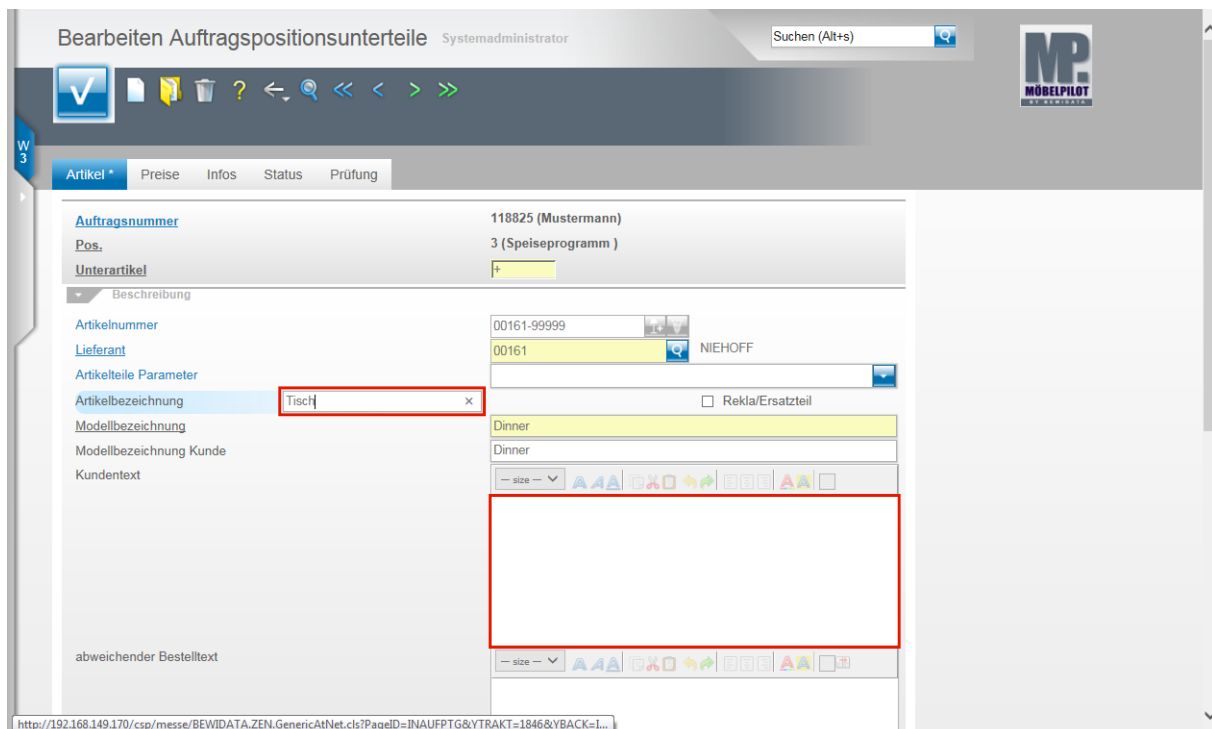 Bearbeiten Auftragspositionsunterteile Systemadministrator Suchen (Alt+s)
MP.
MÖBELPILOT
BY BEWIDATA
W
3
Artikel * Preise Infos Status Prüfung
Auftragsnummer 118825 (Mustermann)
Pos. 3 (Speiseprogramm )
Unterartikel +
Beschreibung
Artikelnummer 00161-99999
Lieferant 00161 NIEHOFF
Artikelteile Parameter
Artikelbezeichnung Tisch × Rekla/Ersatzteil
Modellbezeichnung Dinner
Modellbezeichnung Kunde Dinner
Kundentext — size —
abweichender Bestelltext — size —
http://192.168.149.170/csp/messe/BEWIDATA.ZEN.GenericAtNet.cls?PageID=INAUFPTG&YTRAKT=1846&YBACK=I...